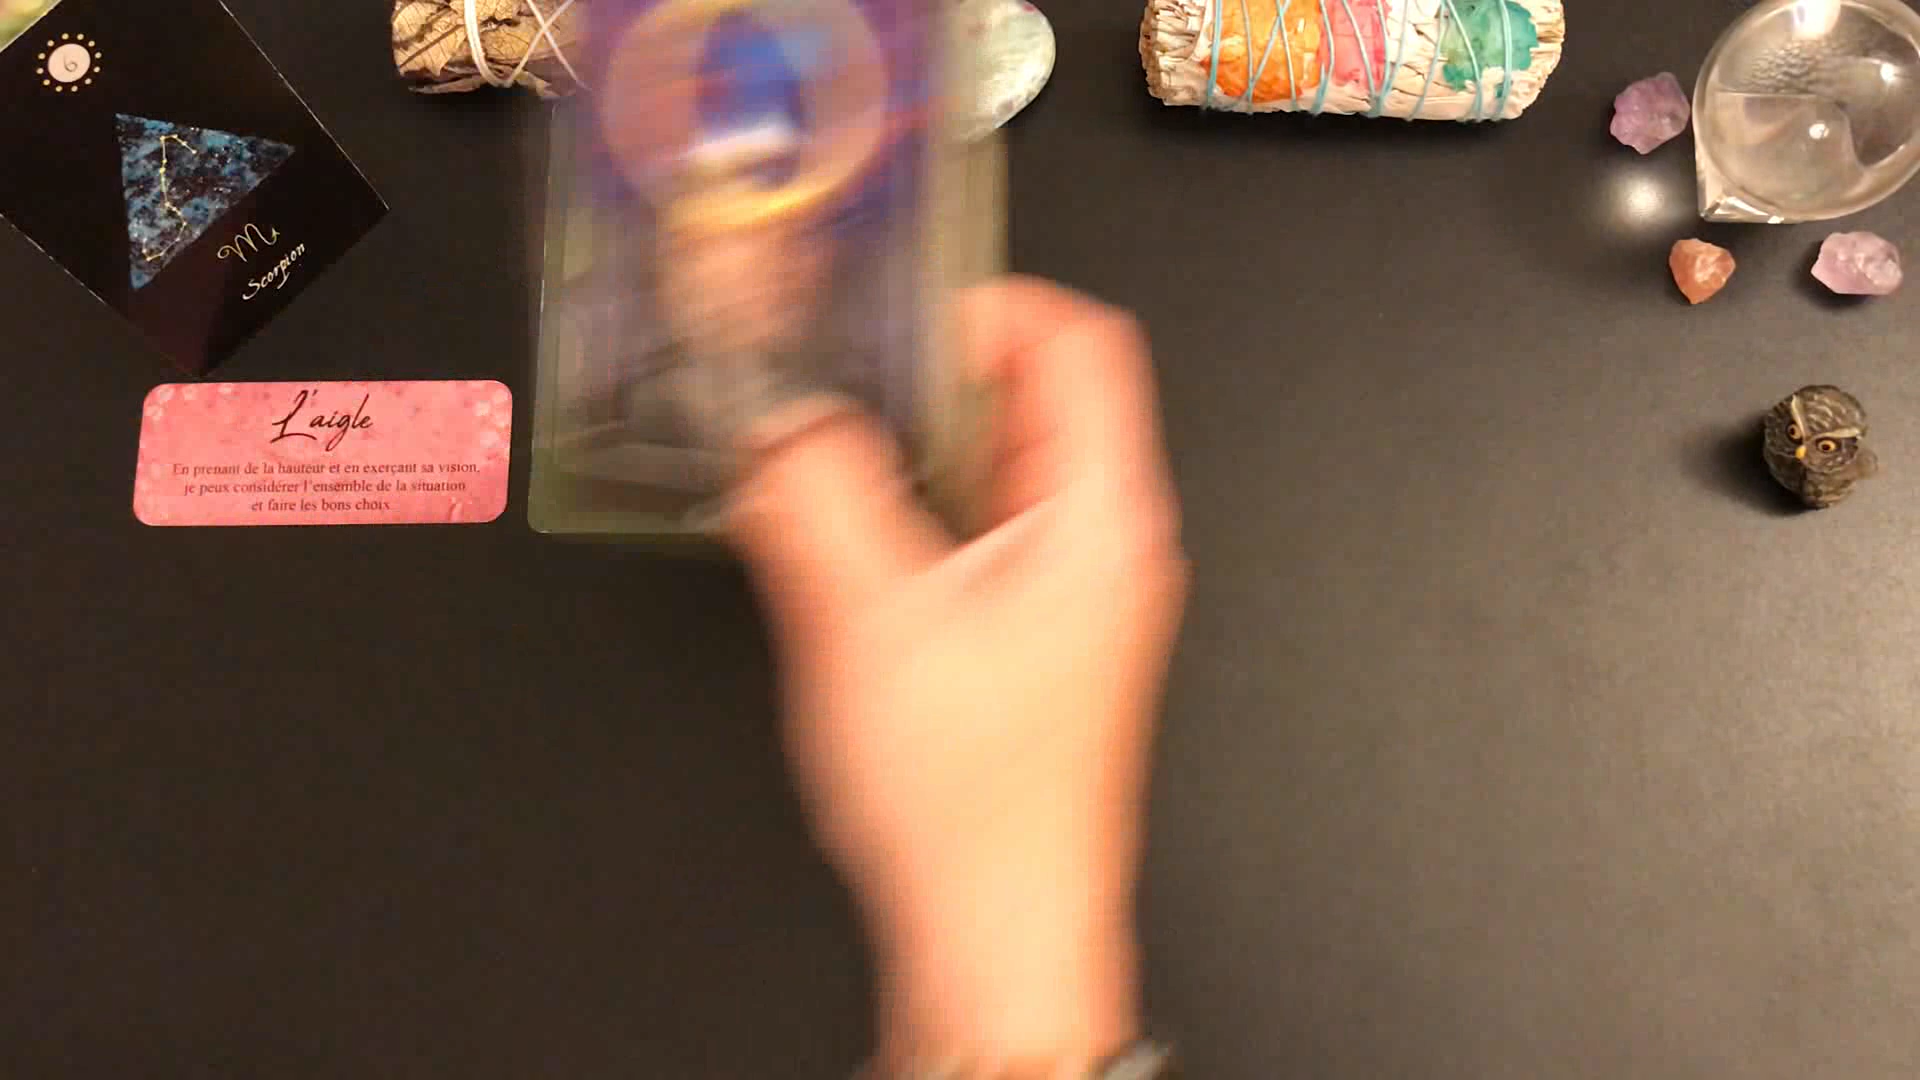 6
Scorpion
L'aigle
En prenant de la hauteur et en exerçant sa vision,
je peux considérer l'ensemble de la situation
et faire les bons choix